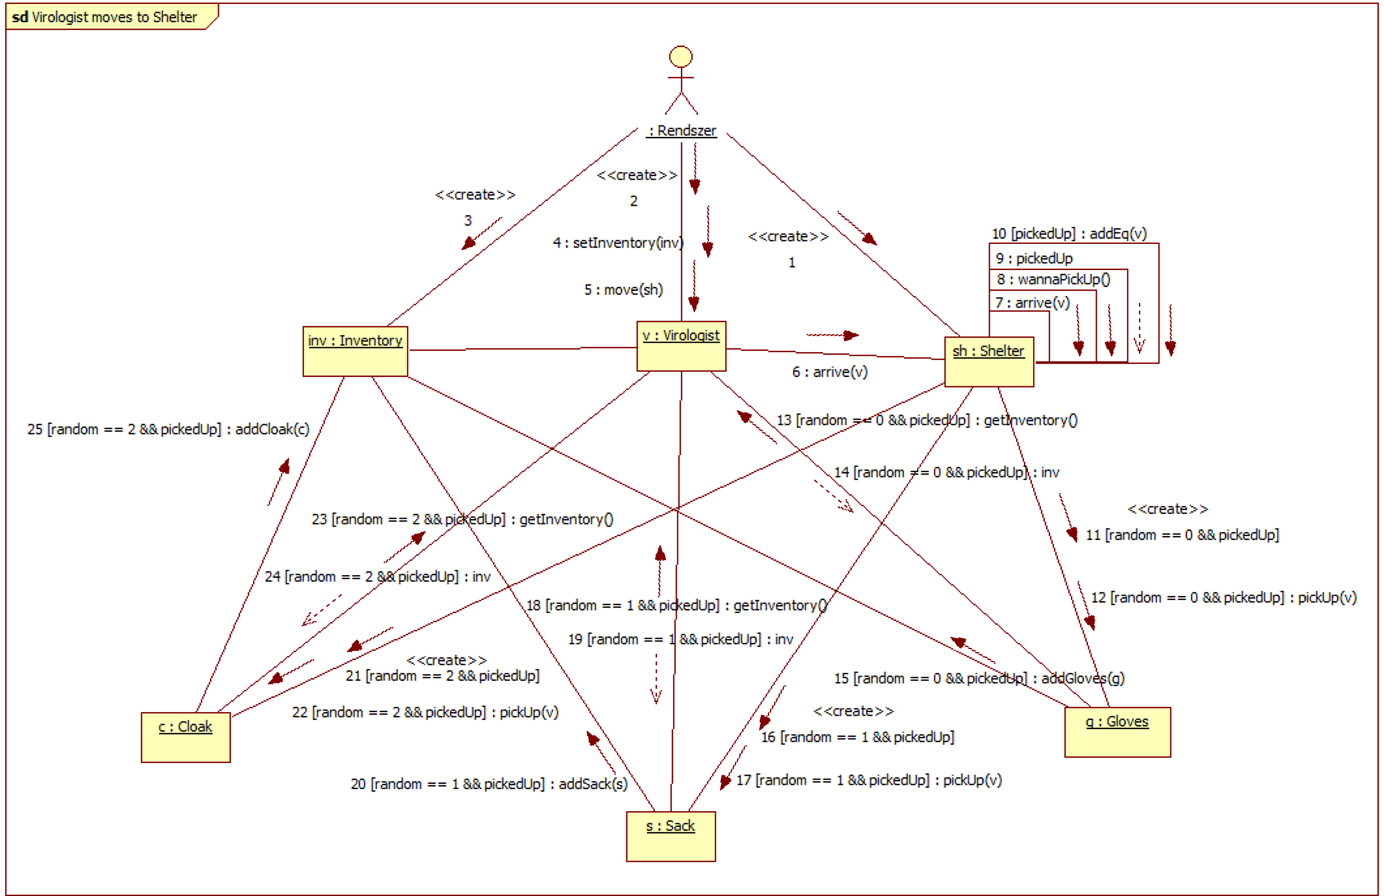 sd Virologist moves to Shelter
: Rendszer
<<create>>
2
<<create>>
3
4 : setInventory(inv)
<<create>>
1
5 : move(sh)
10 [pickedUp] : addEq(v)
9 : pickedUp
8 : wannaPickUp()
7 : arrive(v)
inv : Inventory
v : Virologist
sh : Shelter
6 : arrive(v)
25 [random == 2 && pickedUp] : addCloak(c)
13 [random == 0 && pickedUp] : getInventory()
14 [random == 0 && pickedUp] : inv
<<create>>
11 [random == 0 && pickedUp]
23 [random == 2 && pickedUp] : getInventory()
24 [random == 2 && pickedUp] : inv
12 [random == 0 && pickedUp] : pickUp(v)
18 [random == 1 && pickedUp] : getInventory()
19 [random == 1 && pickedUp] : inv
<<create>>
21 [random == 2 && pickedUp]
15 [random == 0 && pickedUp] : addGloves(g)
22 [random == 2 && pickedUp] : pickUp(v)
<<create>>
16 [random == 1 && pickedUp]
c : Cloak
g : Gloves
20 [random == 1 && pickedUp] : addSack(s)
17 [random == 1 && pickedUp] : pickUp(v)
s : Sack